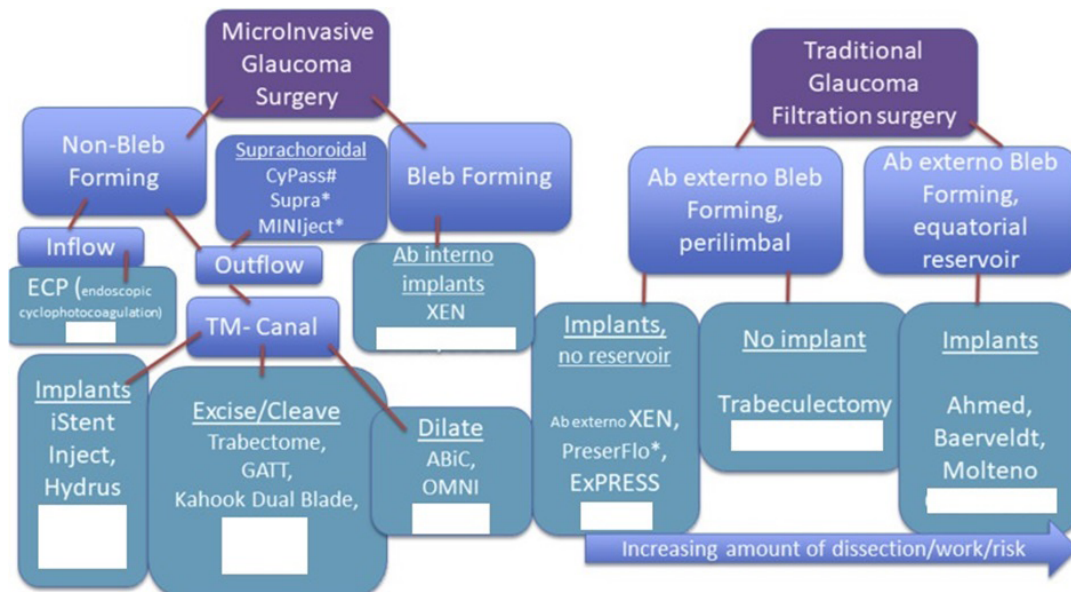 MicroInvasive
Glaucoma
Surgery
Traditional
Glaucoma
Filtration surgery
Non-Bleb
Forming
Suprachoroidal
CyPass#
Supra*
MINIject*
Bleb Forming
Ab externo Bleb
Forming,
perilimbal
Ab externo Bleb
Forming,
equatorial
reservoir
Inflow
Outflow
ECP (endoscopic
cyclophotocoagulation)
Ab interno
implants
XEN
TM- Canal
Implants
iStent
Inject,
Hydrus
Excise/Cleave
Trabectome,
GATT,
Kahook Dual Blade,
Dilate
ABiC,
OMNI
Implants,
no reservoir
Ab externo XEN,
PreserFlo*,
ExPRESS
No implant
Trabeculectomy
Implants
Ahmed,
Baerveldt,
Molteno
Increasing amount of dissection/work/risk